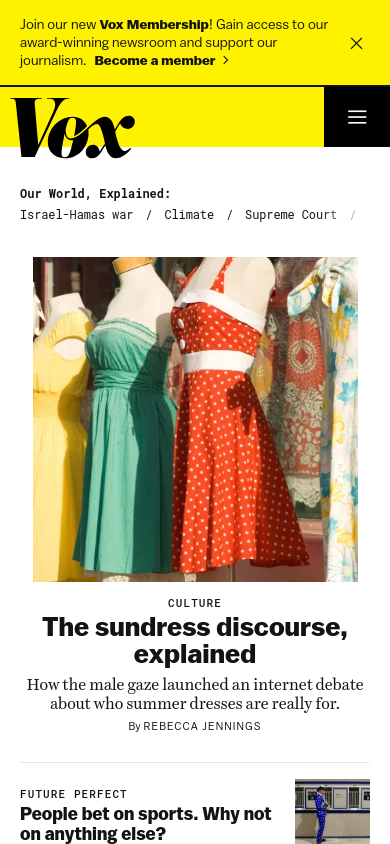 Join our new Vox Membership! Gain access to our
award-winning newsroom and support our
journalism. Become a member
Vox
Our World, Explained:
Israel-Hamas war / Climate / Supreme Court /
CULTURE
The sundress discourse,
explained
How the male gaze launched an internet debate
about who summer dresses are really for.
By REBECCA JENNINGS
FUTURE PERFECT
People bet on sports. Why not
on anything else?